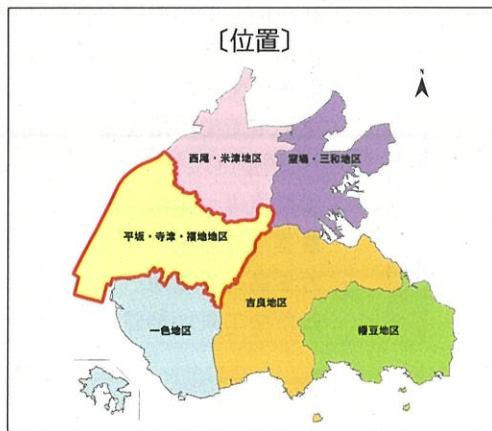 〔位置〕
N
西尾・米津地区
室場・三和地区
平坂・寺津・福地地区
吉良地区
一色地区
幡豆地区